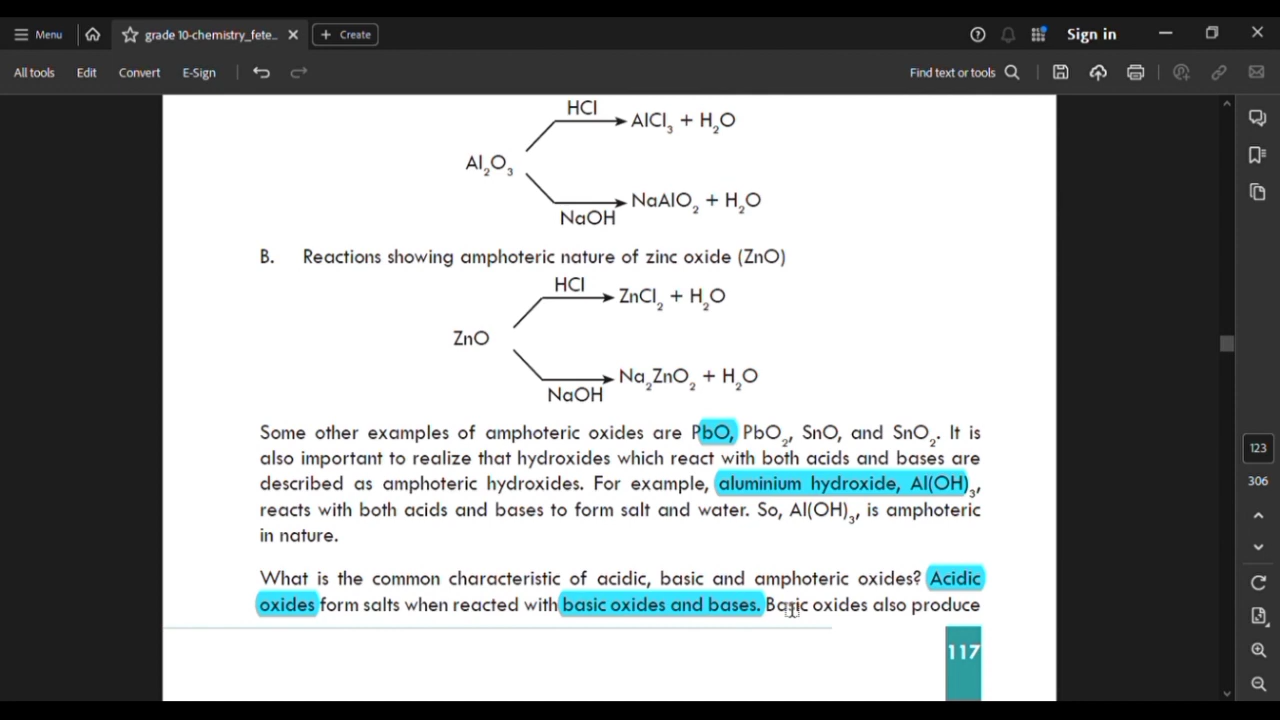 Menu
grade 10-chemistry_fete...
+ Create
Sign in
All tools Edit Convert E-Sign
Find text or tools
HCl
AlCl₃ + H₂O
Al₂O₃
NaAlO₂ + H₂O
NaOH
B. Reactions showing amphoteric nature of zinc oxide (ZnO)
HCl
ZnCl₂ + H₂O
ZnO
Na₂ZnO₂ + H₂O
NaOH
Some other examples of amphoteric oxides are PbO, PbO₂, SnO, and SnO₂. It is
also important to realize that hydroxides which react with both acids and bases are
described as amphoteric hydroxides. For example, aluminium hydroxide, Al(OH)₃,
reacts with both acids and bases to form salt and water. So, Al(OH)₃, is amphoteric
in nature.
What is the common characteristic of acidic, basic and amphoteric oxides? Acidic
oxides form salts when reacted with basic oxides and bases. Basic oxides also produce
117
123
306